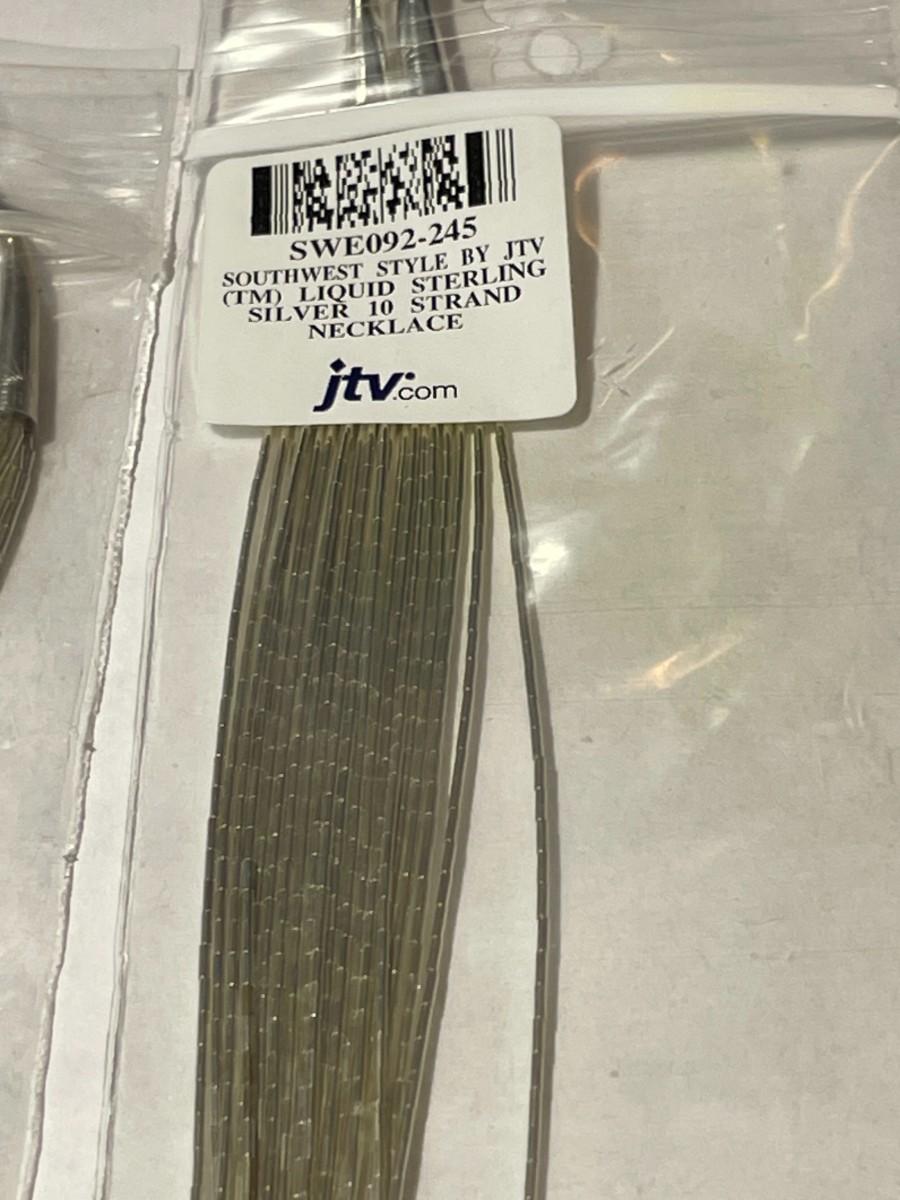 SWE092-245
SOUTHWEST STYLE BY JTV
(TM) LIQUID STERLING
SILVER 10 STRAND
NECKLACE
jtv.com